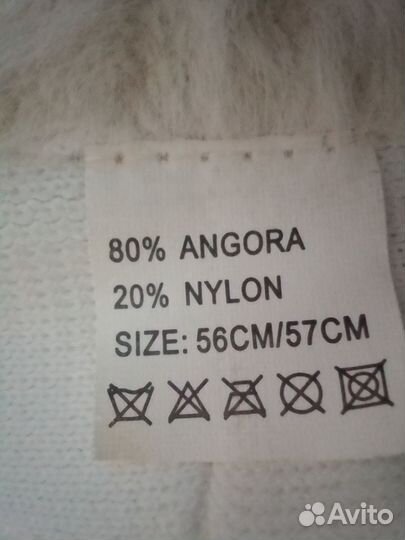 80% ANGORA
20% NYLON
SIZE: 56CM/57CM
Avito